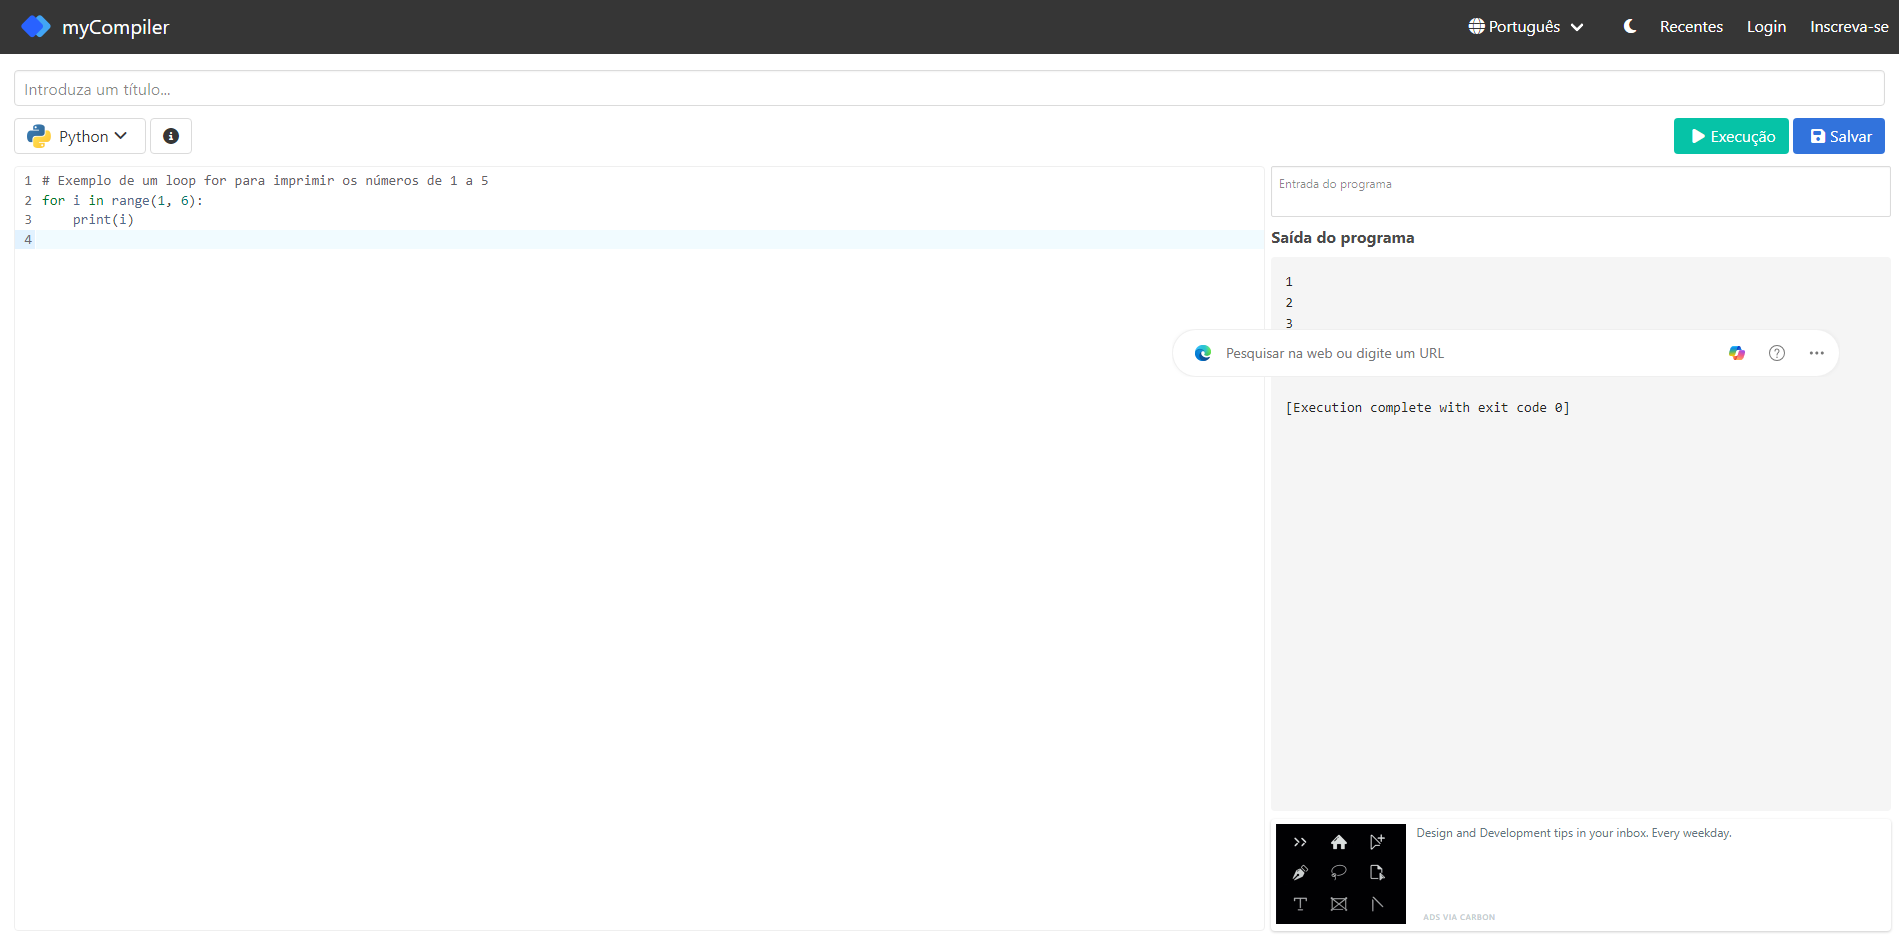 myCompiler
Português
Recentes
Login
Inscreva-se
Introduza um título...
Python
Execução
Salvar
1 # Exemplo de um loop for para imprimir os números de 1 a 5
2 for i in range(1, 6):
3     print(i)
4
Entrada do programa
Saída do programa
1
2
3
Pesquisar na web ou digite um URL
[Execution complete with exit code 0]
Design and Development tips in your inbox. Every weekday.
ADS VIA CARBON